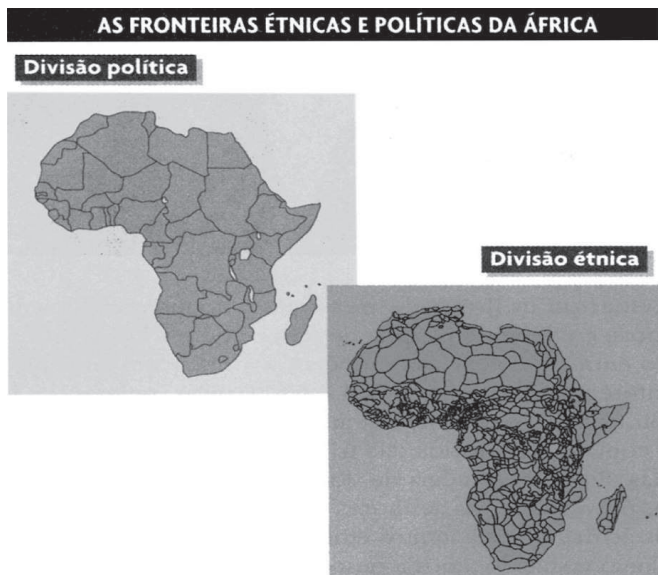 AS FRONTEIRAS ÉTNICAS E POLÍTICAS DA ÁFRICA
Divisão política
Divisão étnica